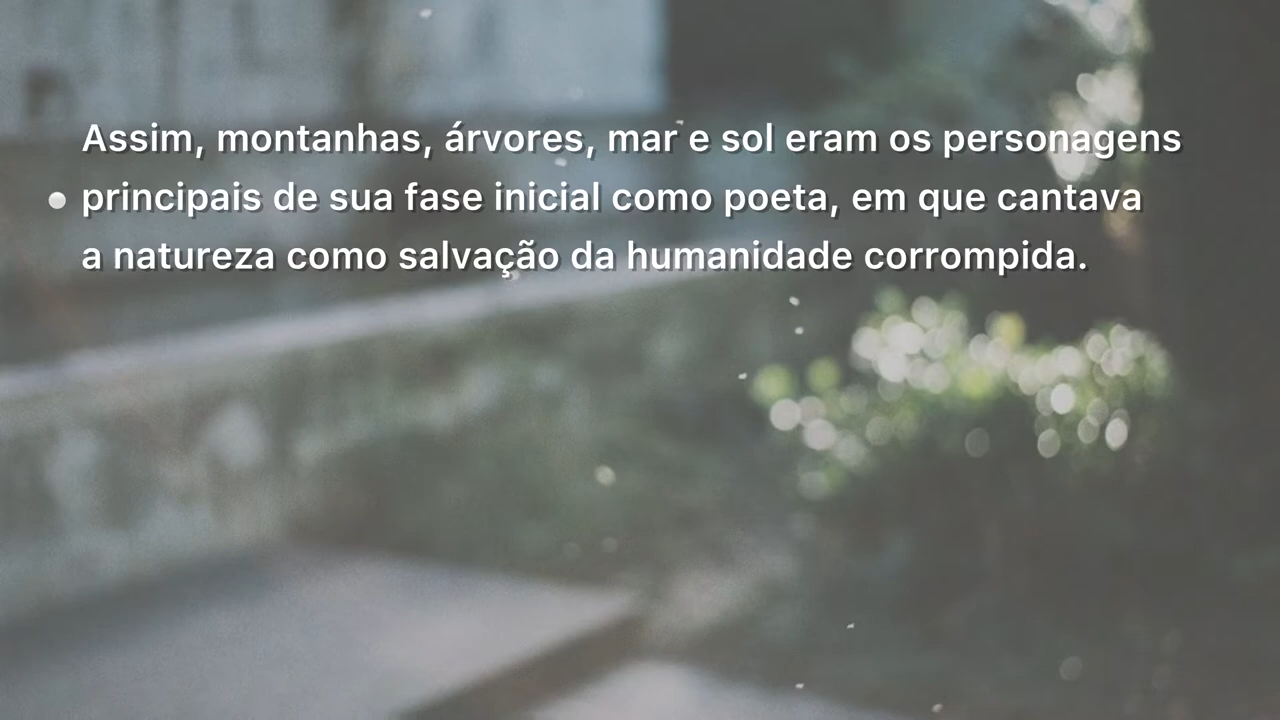 Assim, montanhas, árvores, mar e sol eram os personagens
principais de sua fase inicial como poeta, em que cantava
a natureza como salvação da humanidade corrompida.